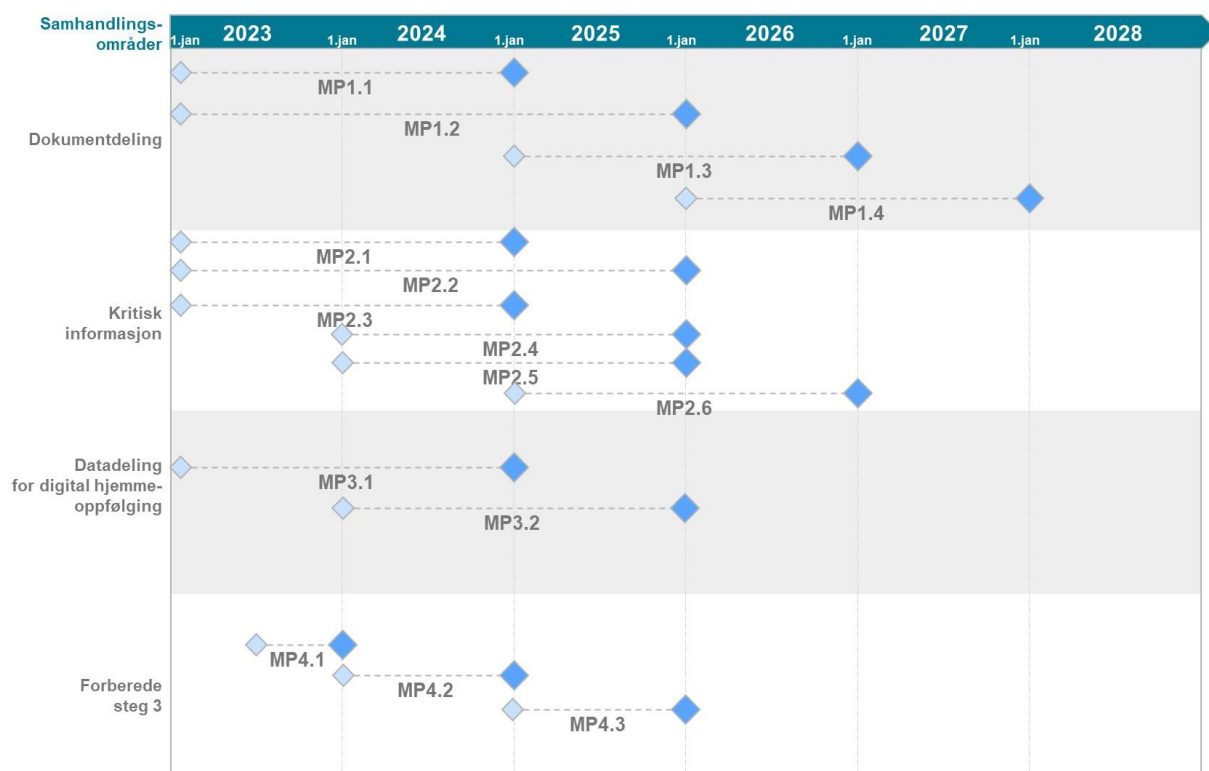 Samhandlings-
områder
1.jan 2023 1.jan 2024 1.jan 2025 1.jan 2026 1.jan 2027 1.jan 2028
Dokumentdeling
MP1.1
MP1.2
MP1.3
MP1.4
Kritisk
informasjon
MP2.1
MP2.2
MP2.3
MP2.4
MP2.5
MP2.6
Datadeling
for digital hjemme-
oppfølging
MP3.1
MP3.2
Forberede
steg 3
MP4.1
MP4.2
MP4.3